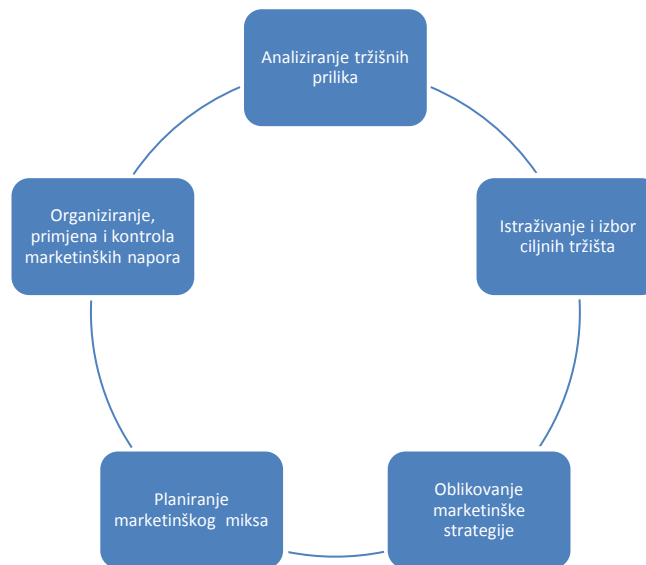 Analiziranje tržišnih
prilika
Istraživanje i izbor
ciljnih tržišta
Oblikovanje
marketinške
strategije
Planiranje
marketinškog  miksa
Organiziranje,
primjena i kontrola
marketinških napora